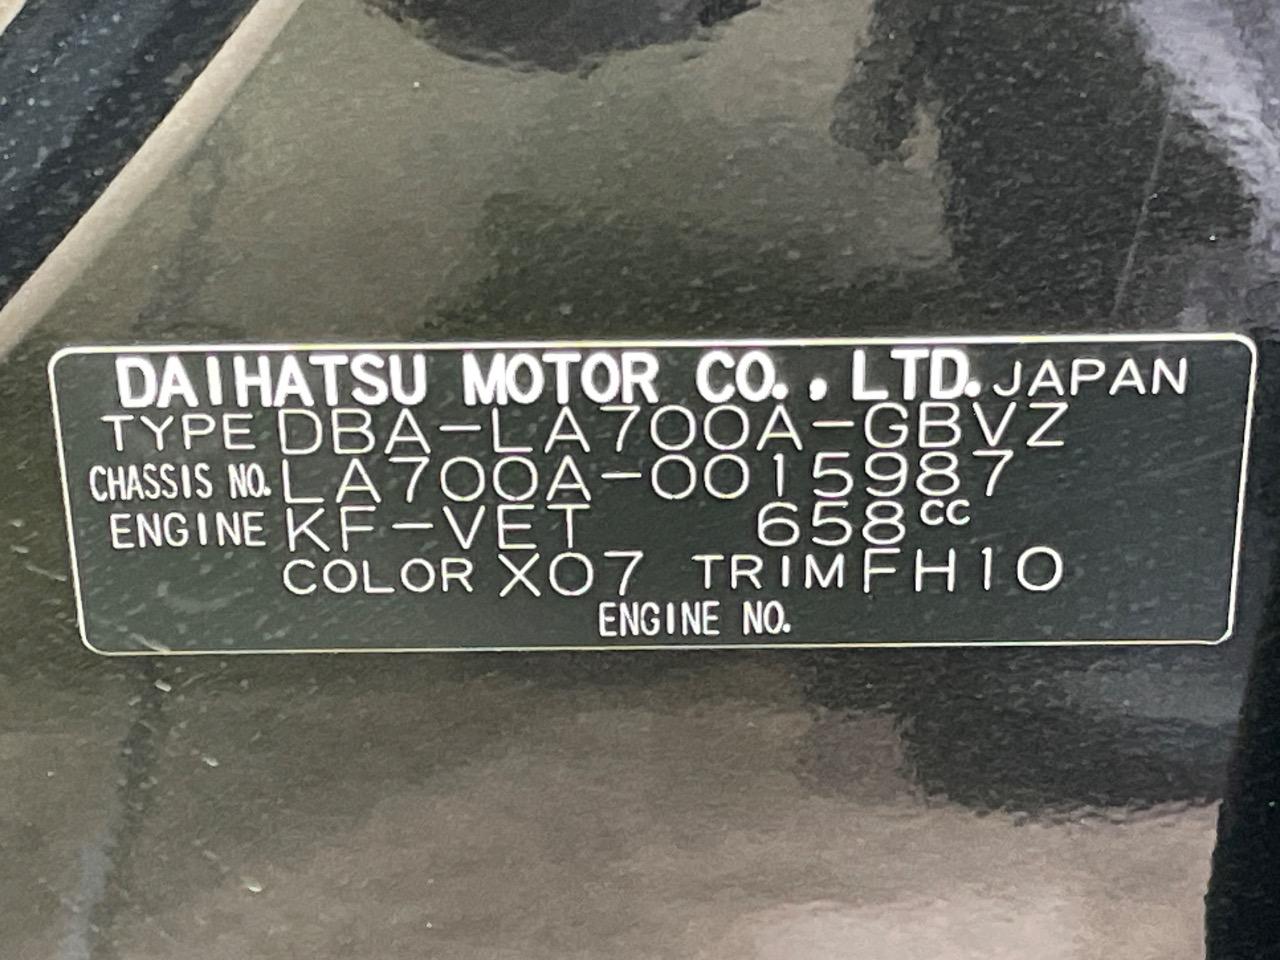 DAIHATSU MOTOR CO., LTD. JAPAN
TYPE DBA-LA700A-GBVZ
CHASSIS NO. LA700A-0015987
ENGINE KF-VET 658cc
COLOR X07 TRIM FH10
ENGINE NO.